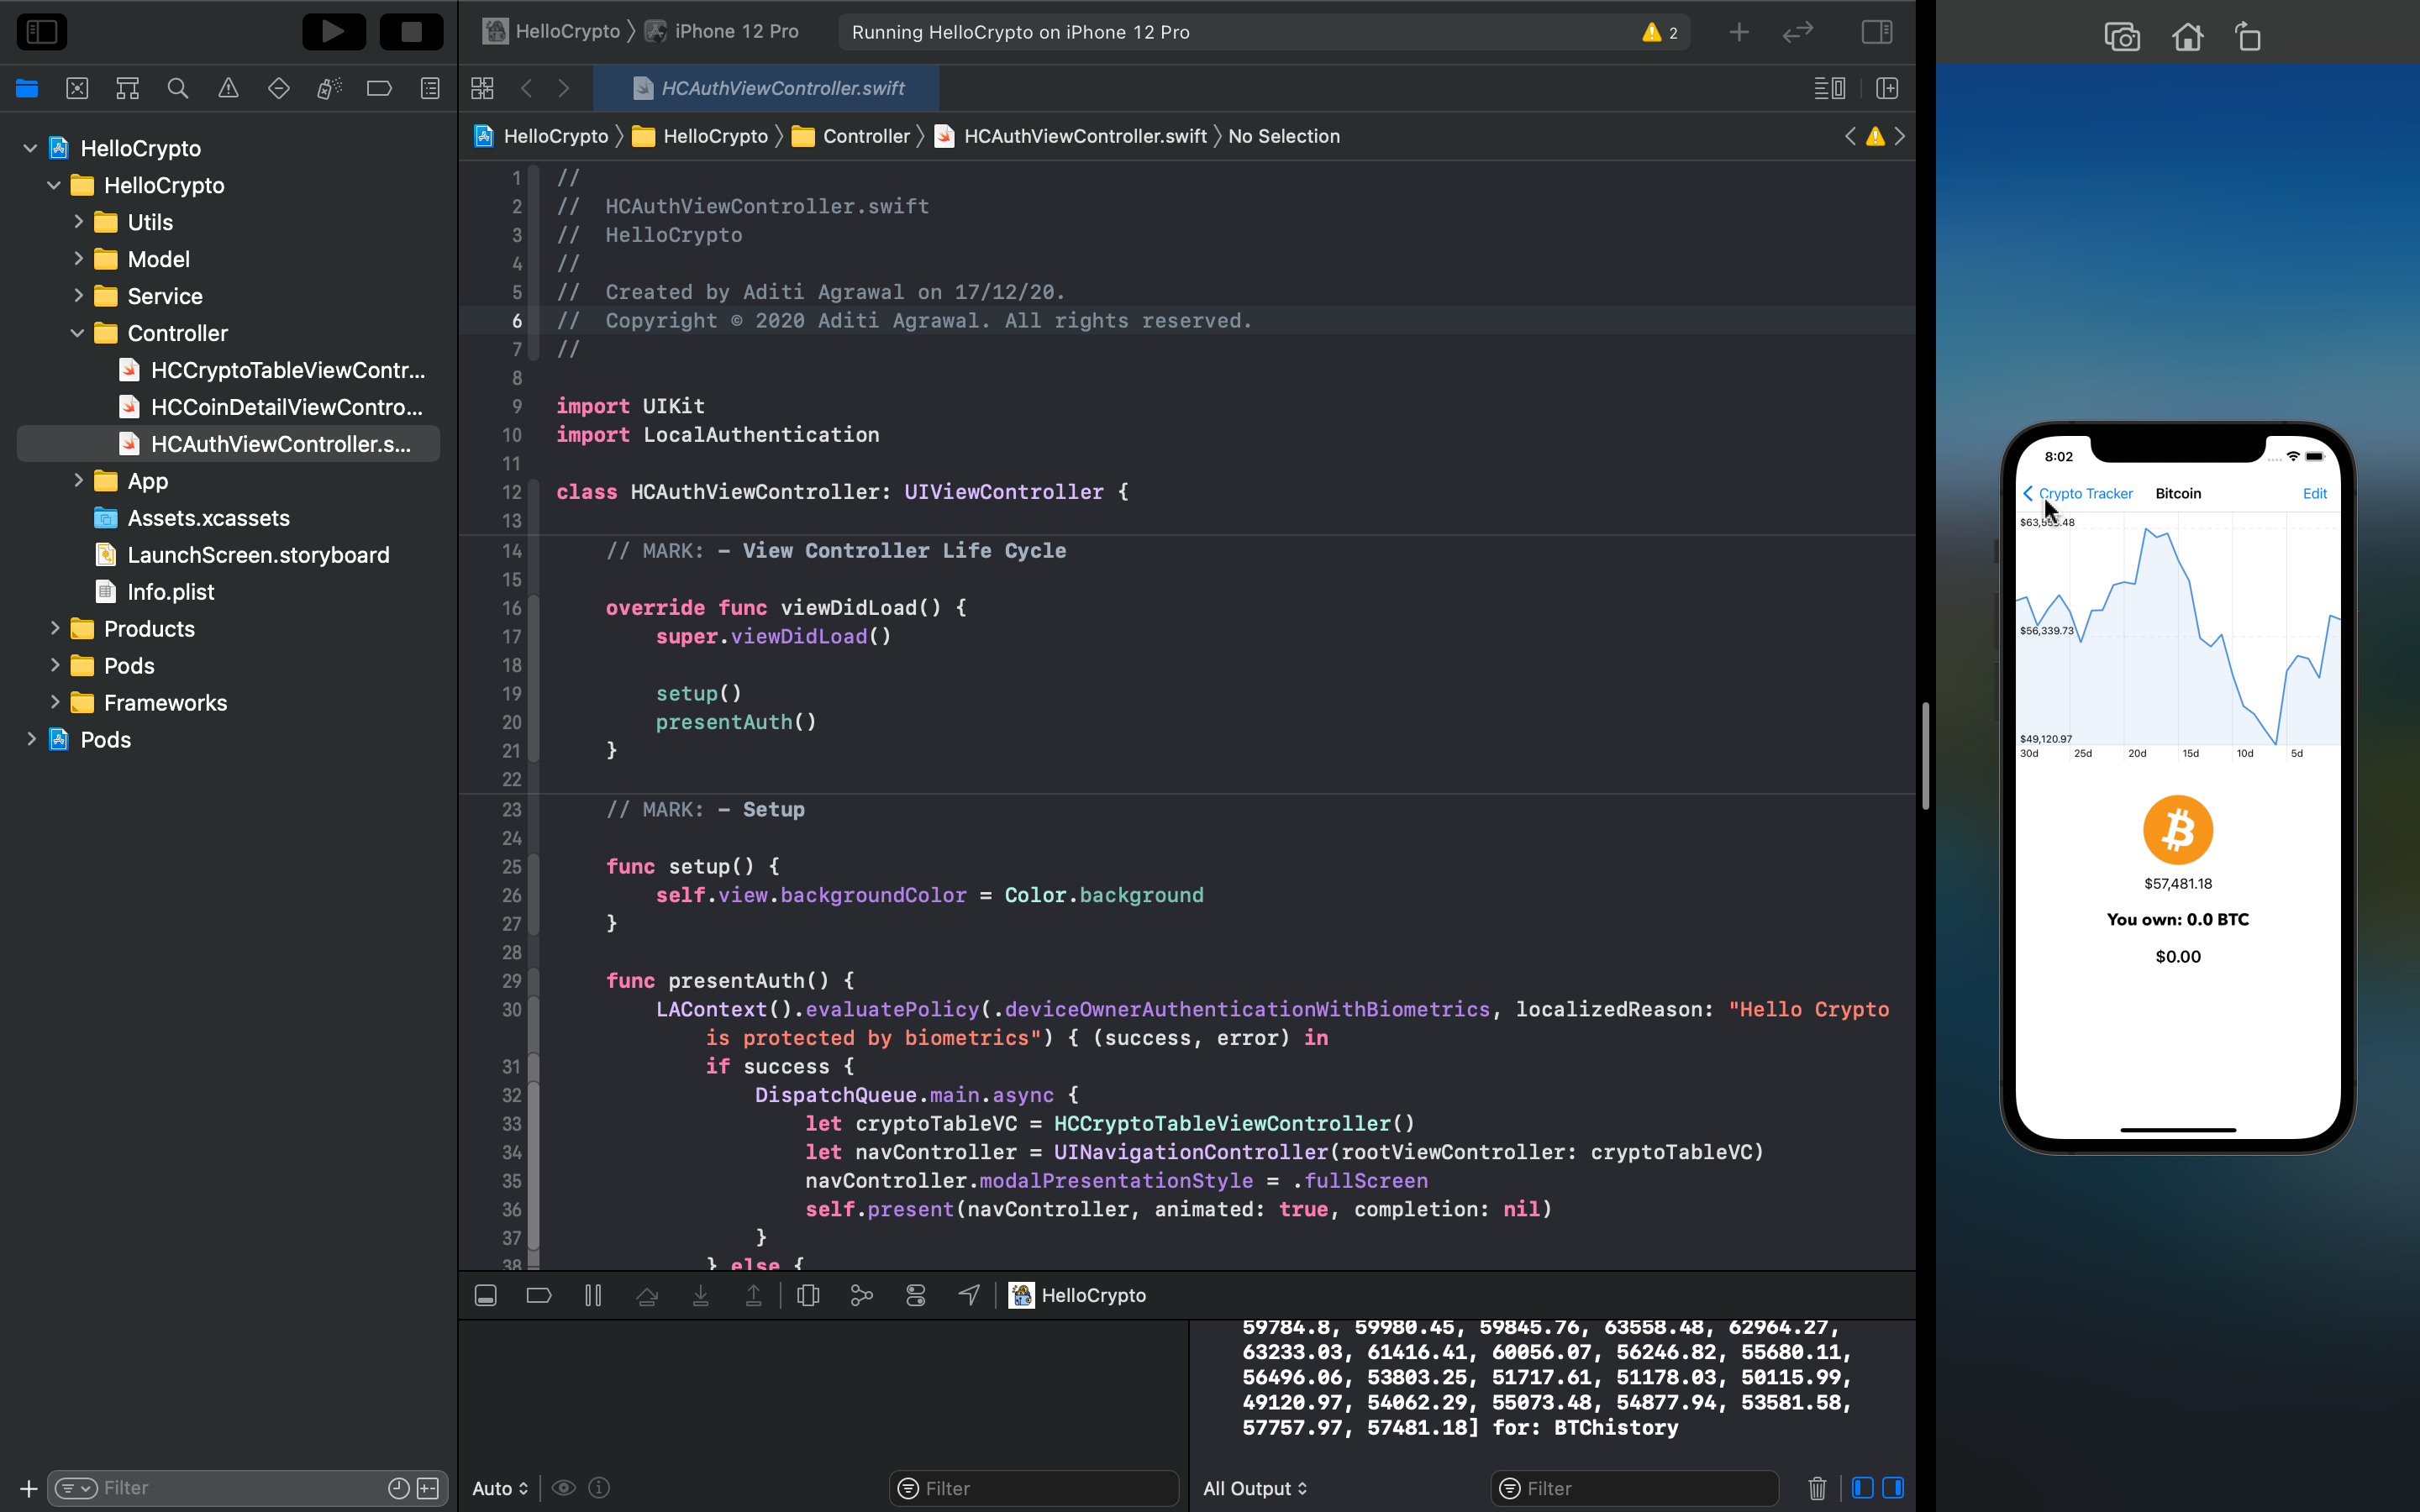 HelloCrypto 〉 iPhone 12 Pro
Running HelloCrypto on iPhone 12 Pro
2
HCAuthViewController.swift
HelloCrypto 〉 HelloCrypto 〉 Controller 〉 HCAuthViewController.swift 〉 No Selection
HelloCrypto
HelloCrypto
Utils
Model
Service
Controller
HCCryptoTableViewContr...
HCCoinDetailViewContro...
HCAuthViewController.s...
App
Assets.xcassets
LaunchScreen.storyboard
Info.plist
Products
Pods
Frameworks
Pods
Filter
1 //
2 //  HCAuthViewController.swift
3 //  HelloCrypto
4 //
5 //  Created by Aditi Agrawal on 17/12/20.
6 //  Copyright © 2020 Aditi Agrawal. All rights reserved.
7 //
8
9 import UIKit
10 import LocalAuthentication
11
12 class HCAuthViewController: UIViewController {
13
14     // MARK: – View Controller Life Cycle
15
16     override func viewDidLoad() {
17         super.viewDidLoad()
18
19         setup()
20         presentAuth()
21     }
22
23     // MARK: – Setup
24
25     func setup() {
26         self.view.backgroundColor = Color.background
27     }
28
29     func presentAuth() {
30         LAContext().evaluatePolicy(.deviceOwnerAuthenticationWithBiometrics, localizedReason: "Hello Crypto
is protected by biometrics") { (success, error) in
31             if success {
32                 DispatchQueue.main.async {
33                     let cryptoTableVC = HCCryptoTableViewController()
34                     let navController = UINavigationController(rootViewController: cryptoTableVC)
35                     navController.modalPresentationStyle = .fullScreen
36                     self.present(navController, animated: true, completion: nil)
37                 }
38             } else {
HelloCrypto
59784.8, 59980.45, 59845.76, 63558.48, 62964.27,
63233.03, 61416.41, 60056.07, 56246.82, 55680.11,
56496.06, 53803.25, 51717.61, 51178.03, 50115.99,
49120.97, 54062.29, 55073.48, 54877.94, 53581.58,
57757.97, 57481.18] for: BTChistory
Auto
Filter
All Output
Filter
8:02
Crypto Tracker
Bitcoin
Edit
$56,339.73
$49,120.97
30d 25d 20d 15d 10d 5d
$57,481.18
You own: 0.0 BTC
$0.00